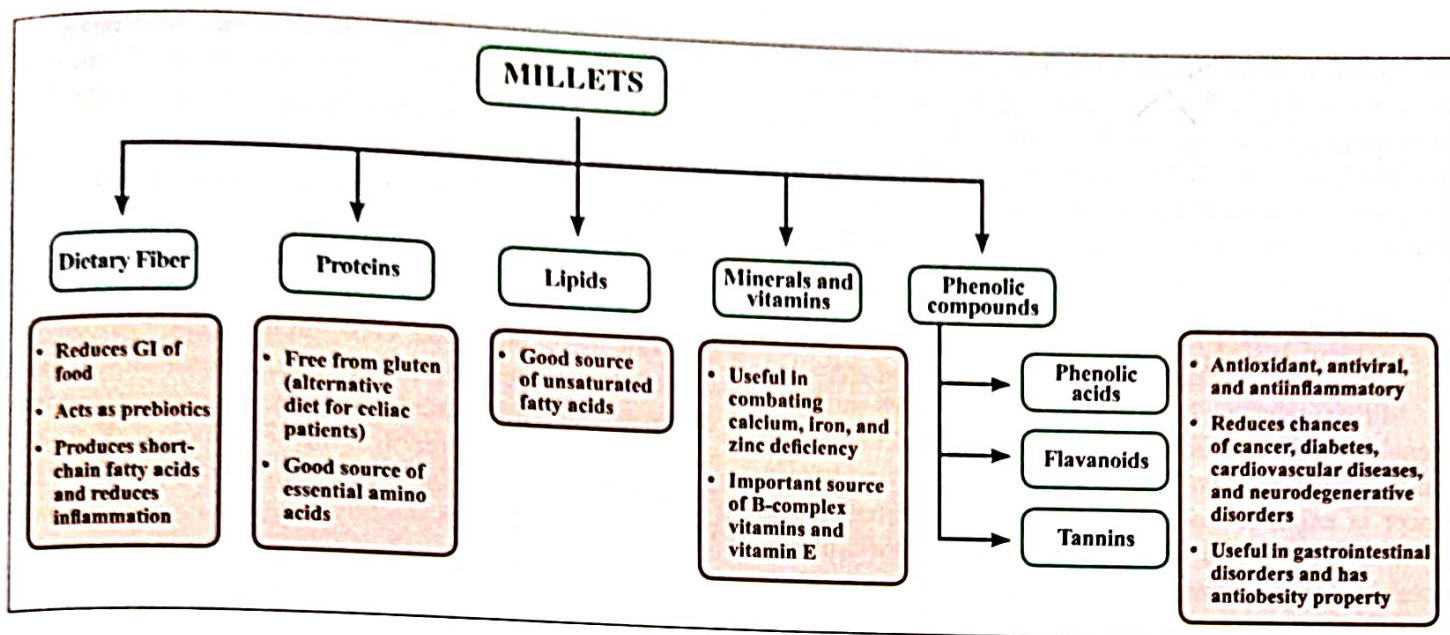 MILLETS
Dietary Fiber
• Reduces GI of
food
• Acts as prebiotics
• Produces short-
chain fatty acids
and reduces
inflammation
Proteins
• Free from gluten
(alternative
diet for celiac
patients)
• Good source of
essential amino
acids
Lipids
• Good source
of unsaturated
fatty acids
Minerals and
vitamins
• Useful in
combating
calcium, iron, and
zinc deficiency
• Important source
of B-complex
vitamins and
vitamin E
Phenolic
compounds
Phenolic
acids
Flavanoids
Tannins
• Antioxidant, antiviral,
and antiinflammatory
• Reduces chances
of cancer, diabetes,
cardiovascular diseases,
and neurodegenerative
disorders
• Useful in gastrointestinal
disorders and has
antiobesity property